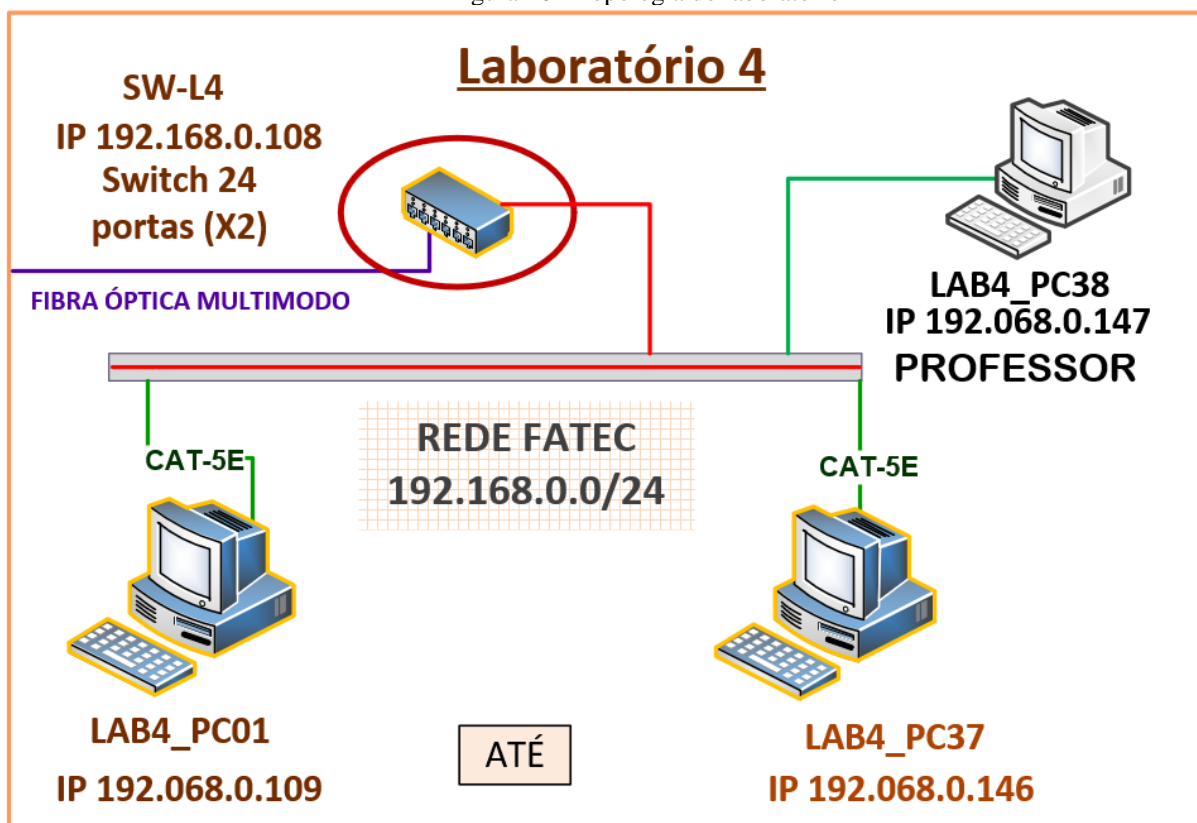 Laboratório 4
SW-L4
IP 192.168.0.108
Switch 24
portas (X2)
FIBRA ÓPTICA MULTIMODO
LAB4_PC38
IP 192.068.0.147
PROFESSOR
REDE FATEC
192.168.0.0/24
CAT-5E
CAT-5E
LAB4_PC01
IP 192.068.0.109
ATÉ
LAB4_PC37
IP 192.068.0.146